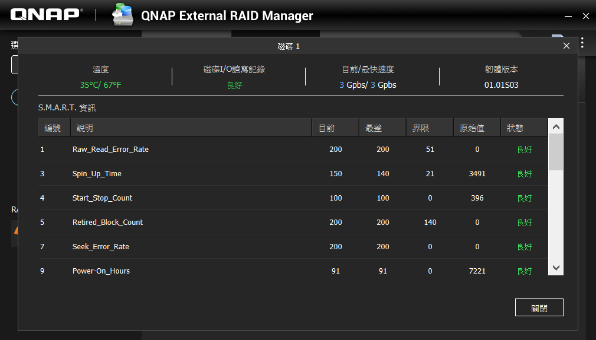 QNAP QNAP External RAID Manager
磁碟 1
溫度 磁碟I/O讀寫記錄 目前/最快速度 韌體版本
35°C/ 67°F 良好 3 Gpbs/ 3 Gpbs 01.01S03
S.M.A.R.T. 資訊
編號 說明 目前 最差 界限 原始值 狀態
1 Raw_Read_Error_Rate 200 200 51 0 良好
3 Spin_Up_Time 150 140 21 3491 良好
4 Start_Stop_Count 100 100 0 396 良好
5 Retired_Block_Count 200 200 140 0 良好
7 Seek_Error_Rate 200 200 0 0 良好
9 Power-On_Hours 91 91 0 7221 良好
關閉